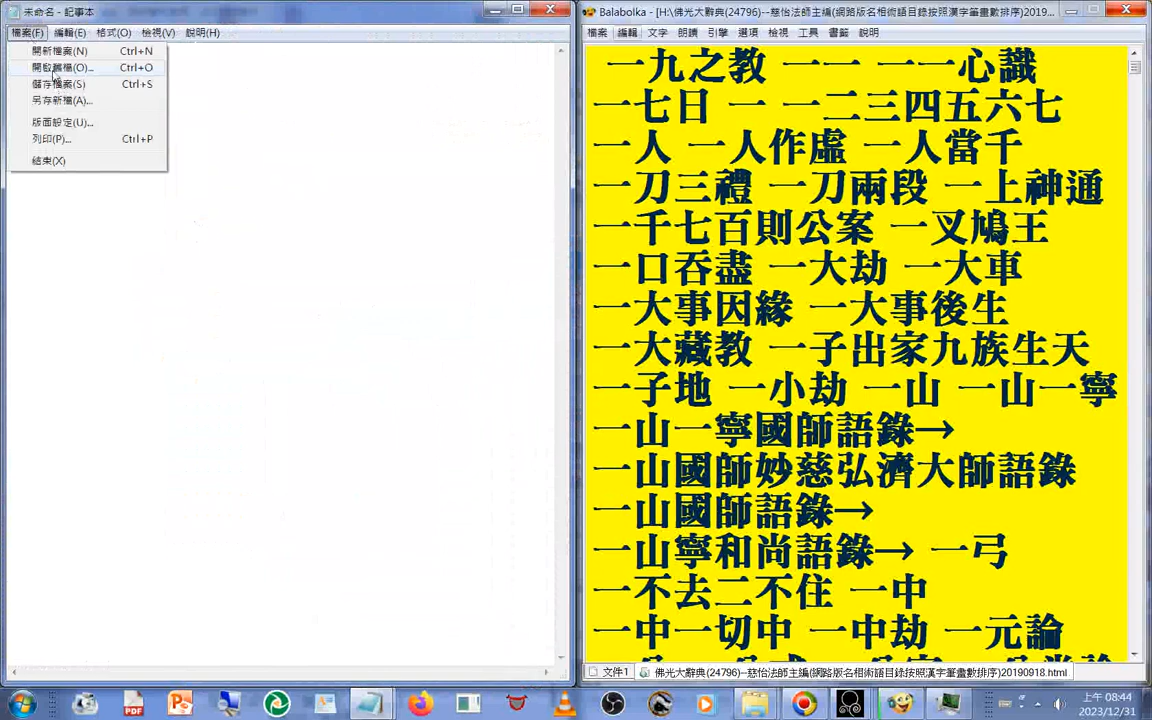 未命名 - 記事本
檔案(F) 編輯(E) 格式(O) 檢視(V) 說明(H)
開新檔案(N) Ctrl+N
開啟舊檔(O)... Ctrl+O
儲存檔案(S) Ctrl+S
另存新檔(A)...
版面設定(U)...
列印(P)... Ctrl+P
結束(X)
Balabolka - [H:\佛光大辭典(24796)--慈怡法師主編(網路版名相術語目錄按照漢字筆畫數排序)2019...
檔案 編輯 文字 朗讀 引擎 選項 檢視 工具 書籤 說明
一九之教 一一 一一心識
一七日 一 一二三四五六七
一人 一人作虛 一人當千
一刀三禮 一刀兩段 一上神通
一千七百則公案 一叉鳩王
一口吞盡 一大劫 一大車
一大事因緣 一大事後生
一大藏教 一子出家九族生天
一子地 一小劫 一山 一山一寧
一山一寧國師語錄→
一山國師妙慈弘濟大師語錄
一山國師語錄→
一山寧和尚語錄→ 一弓
一不去二不住 一中
一中一切中 一中劫 一元論
文件1 佛光大辭典(24796)--慈怡法師主編(網路版名相術語目錄按照漢字筆畫數排序)20190918.html
上午 08:44
2023/12/31